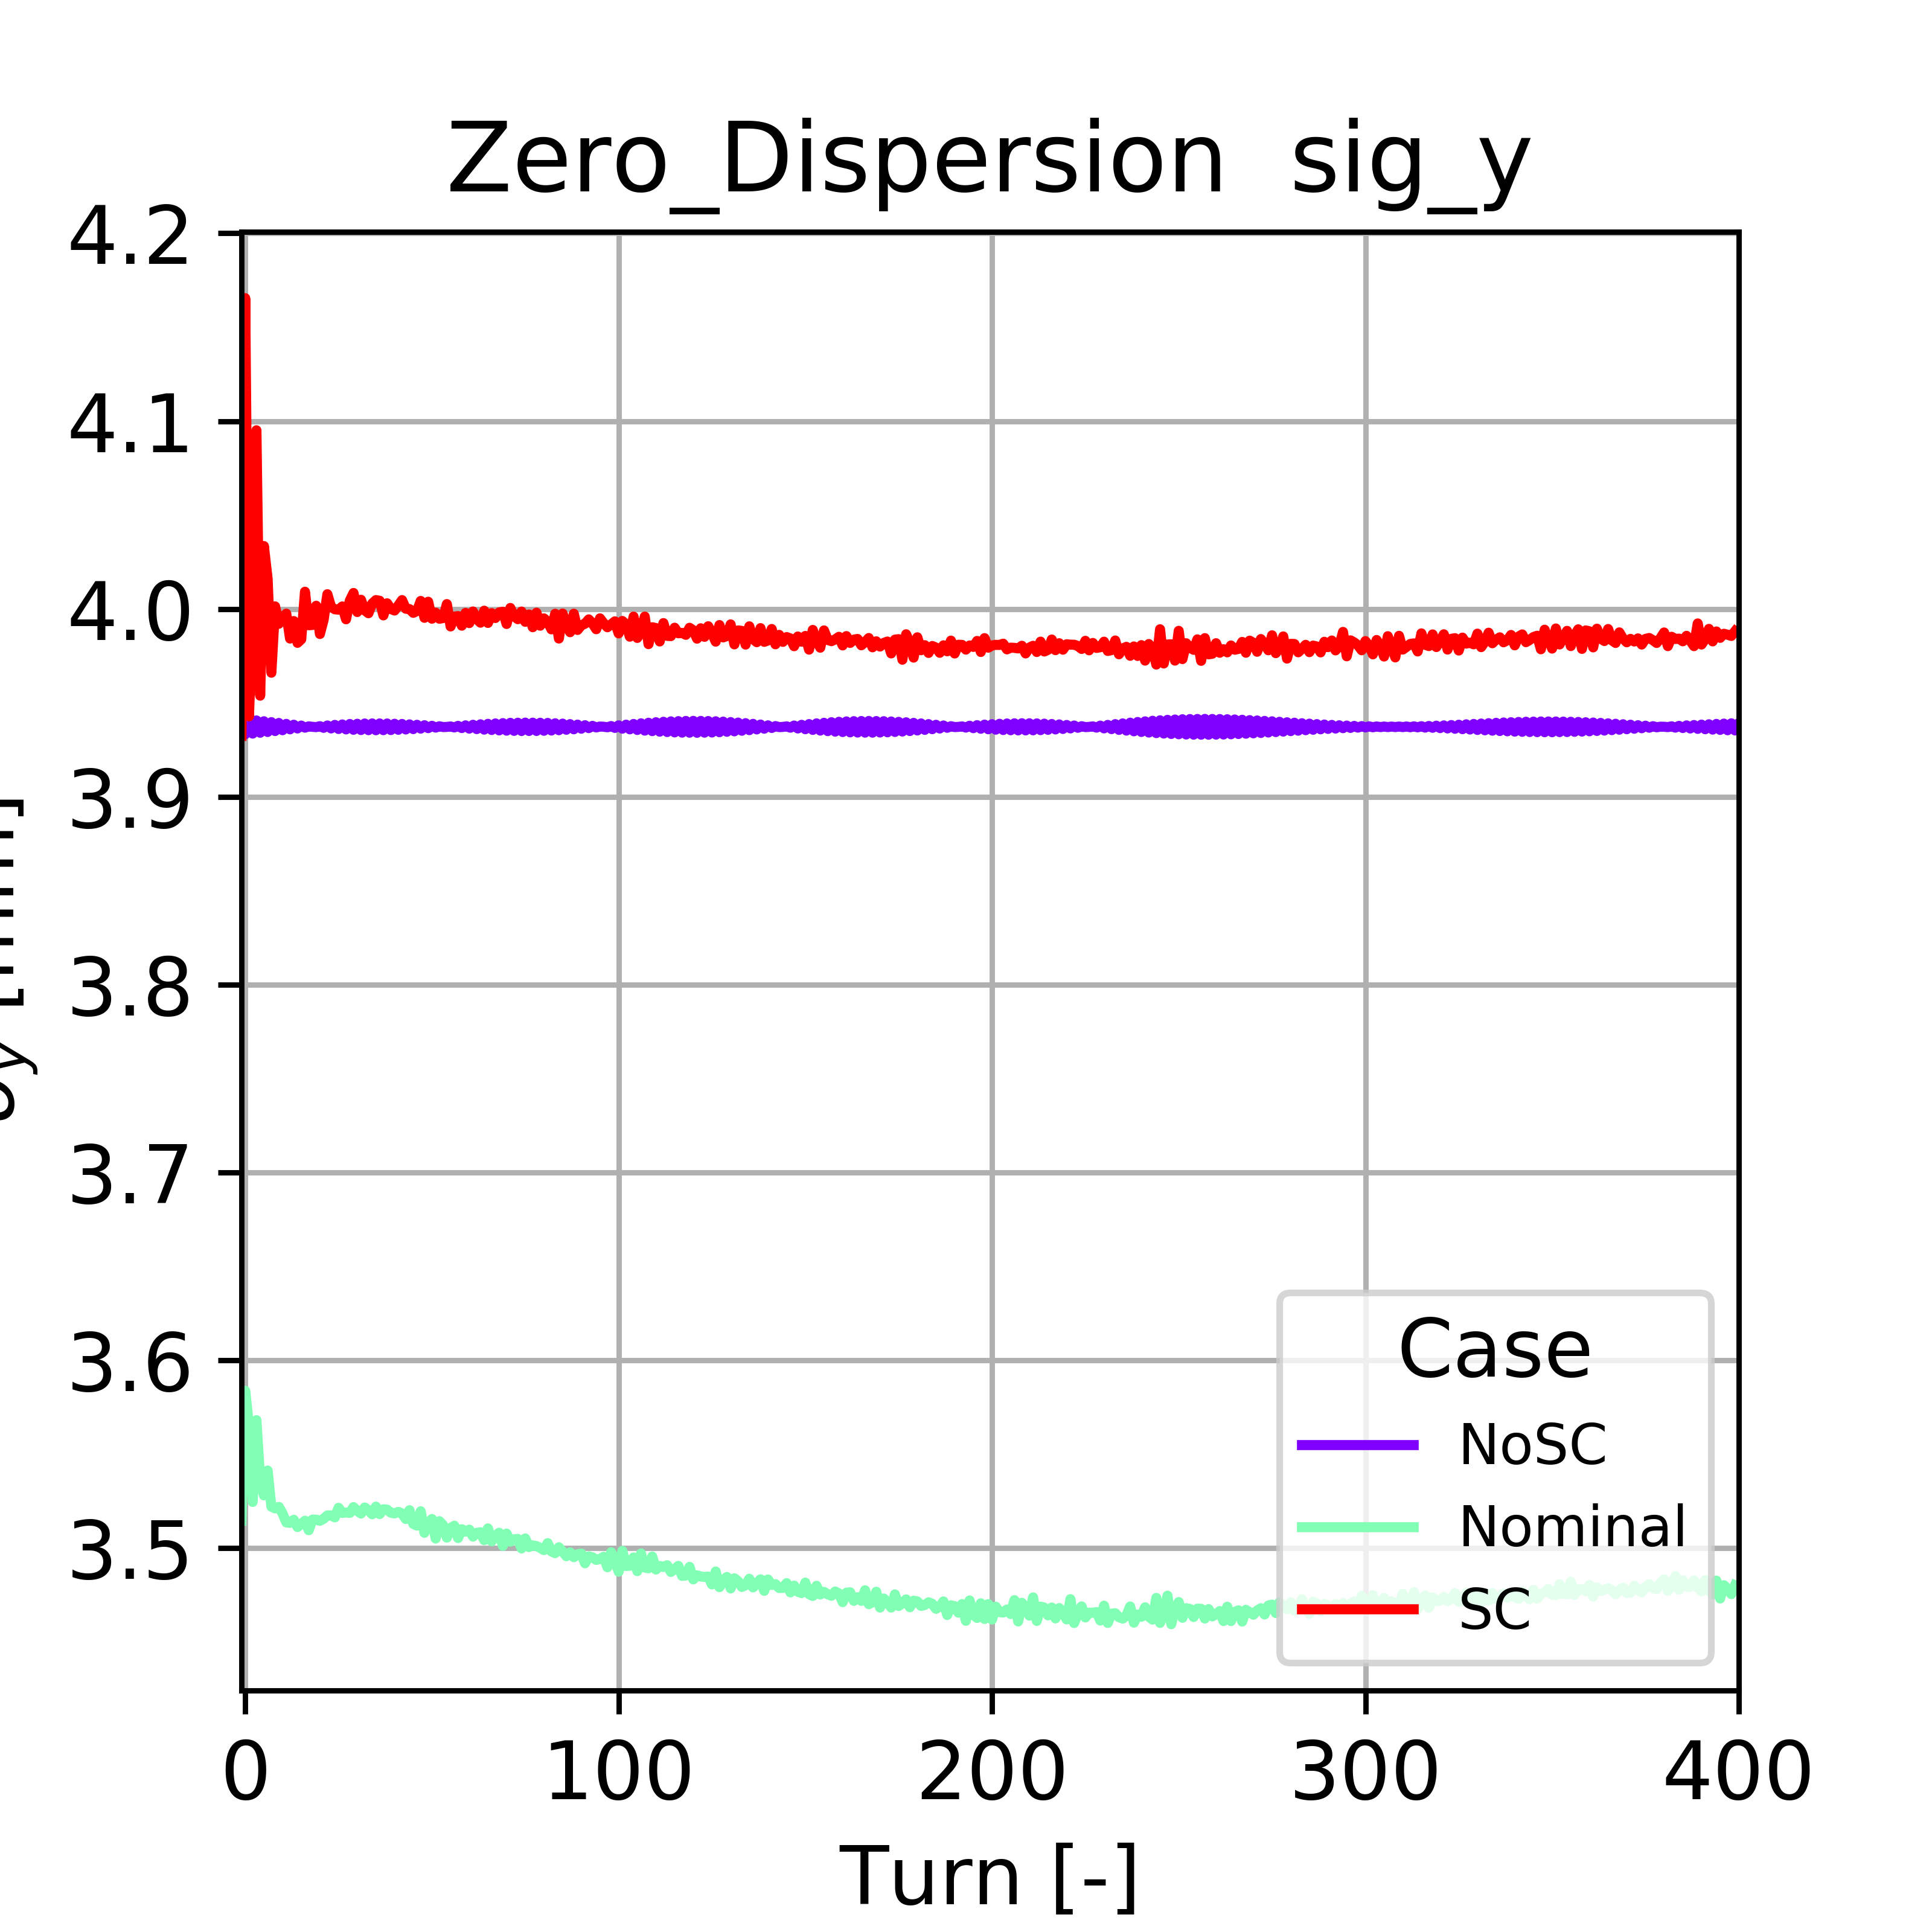 Zero_Dispersion sig_y
4.2
4.1
4.0
3.9
3.8
3.7
3.6
3.5
0 100 200 300 400
Turn [-]
Case
NoSC
Nominal
SC